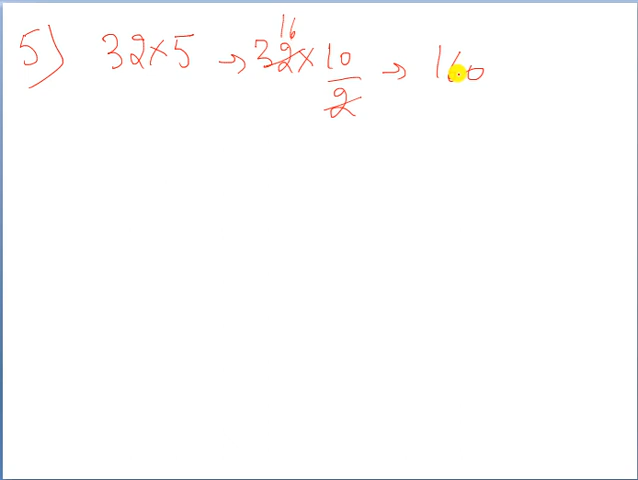 5) 32×5 → 32 16 × 10/2 → 160